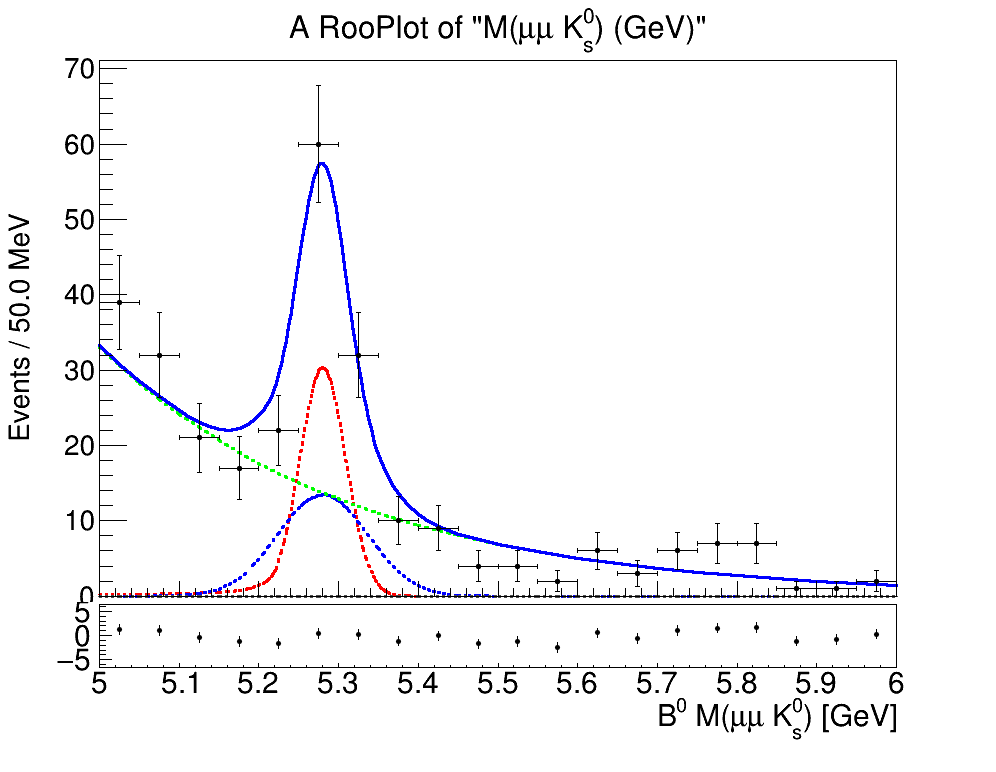 A RooPlot of "M(μμ K⁰ₛ) (GeV)"
Events / 50.0 MeV
70
60
50
40
30
20
10
0
5
0
−5
5 5.1 5.2 5.3 5.4 5.5 5.6 5.7 5.8 5.9 6
B⁰ M(μμ K⁰ₛ) [GeV]